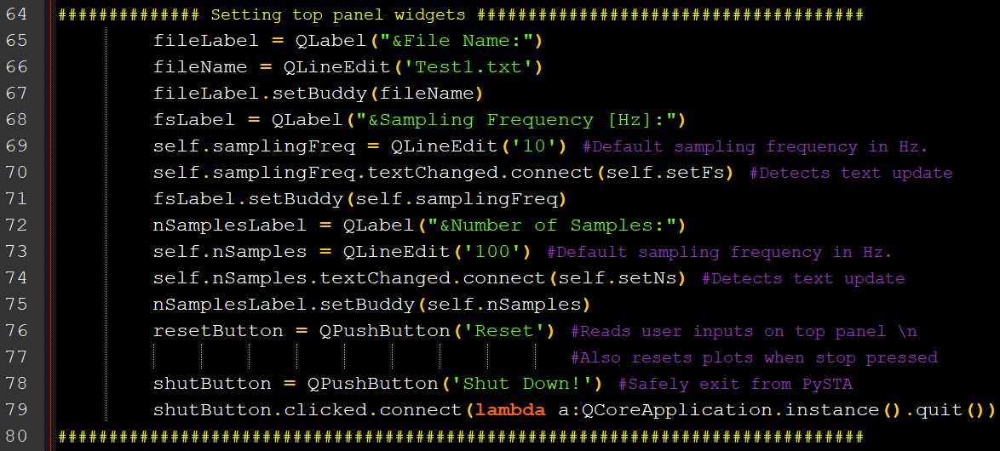 64 ############## Setting top panel widgets ######################################
65 fileLabel = QLabel("&File Name:")
66 fileName = QLineEdit('Test1.txt')
67 fileLabel.setBuddy(fileName)
68 fsLabel = QLabel("&Sampling Frequency [Hz]:")
69 self.samplingFreq = QLineEdit('10') #Default sampling frequency in Hz.
70 self.samplingFreq.textChanged.connect(self.setFs) #Detects text update
71 fsLabel.setBuddy(self.samplingFreq)
72 nSamplesLabel = QLabel("&Number of Samples:")
73 self.nSamples = QLineEdit('100') #Default sampling frequency in Hz.
74 self.nSamples.textChanged.connect(self.setNs) #Detects text update
75 nSamplesLabel.setBuddy(self.nSamples)
76 resetButton = QPushButton('Reset') #Reads user inputs on top panel \n
77 #Also resets plots when stop pressed
78 shutButton = QPushButton('Shut Down!') #Safely exit from PySTA
79 shutButton.clicked.connect(lambda a:QCoreApplication.instance().quit())
80 ###############################################################################